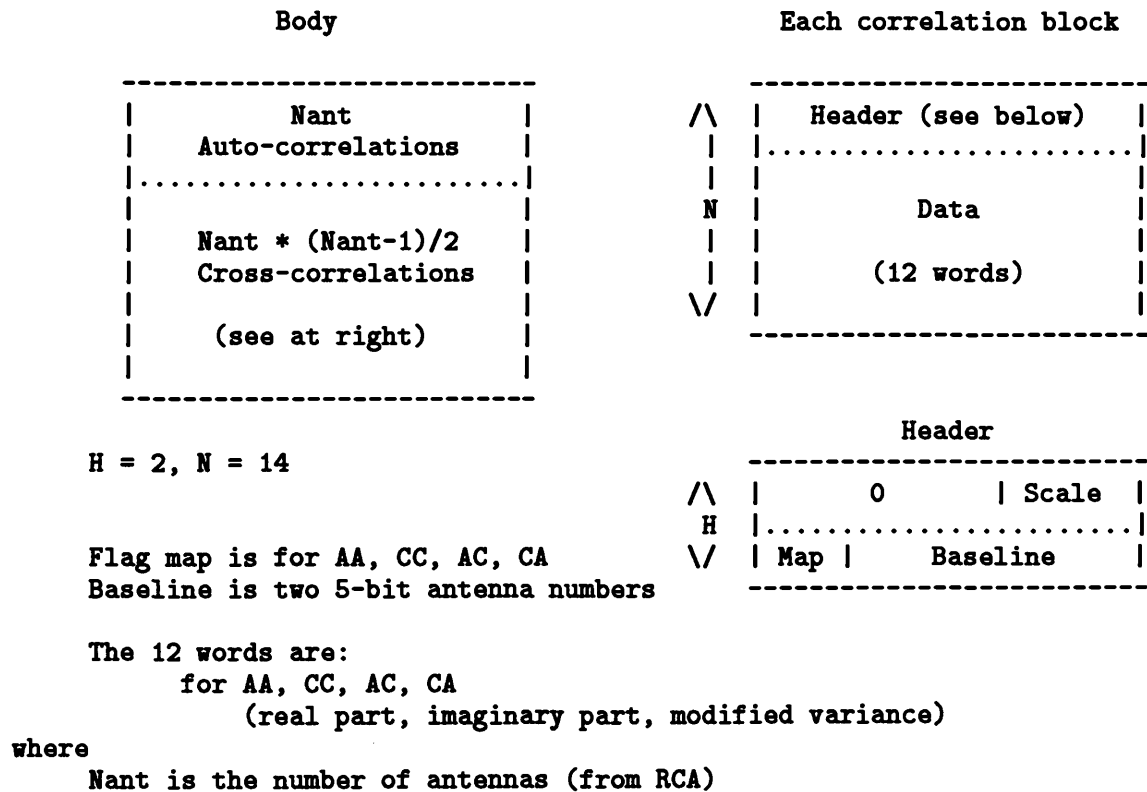 Body
Each correlation block
Nant
Auto-correlations
Nant * (Nant-1)/2
Cross-correlations
(see at right)
/\
|
|
N
|
|
\/
Header (see below)
Data
(12 words)
H = 2, N = 14
Header
/\
H
\/
0 | Scale
Map | Baseline
Flag map is for AA, CC, AC, CA
Baseline is two 5-bit antenna numbers
The 12 words are:
for AA, CC, AC, CA
(real part, imaginary part, modified variance)
where
Nant is the number of antennas (from RCA)